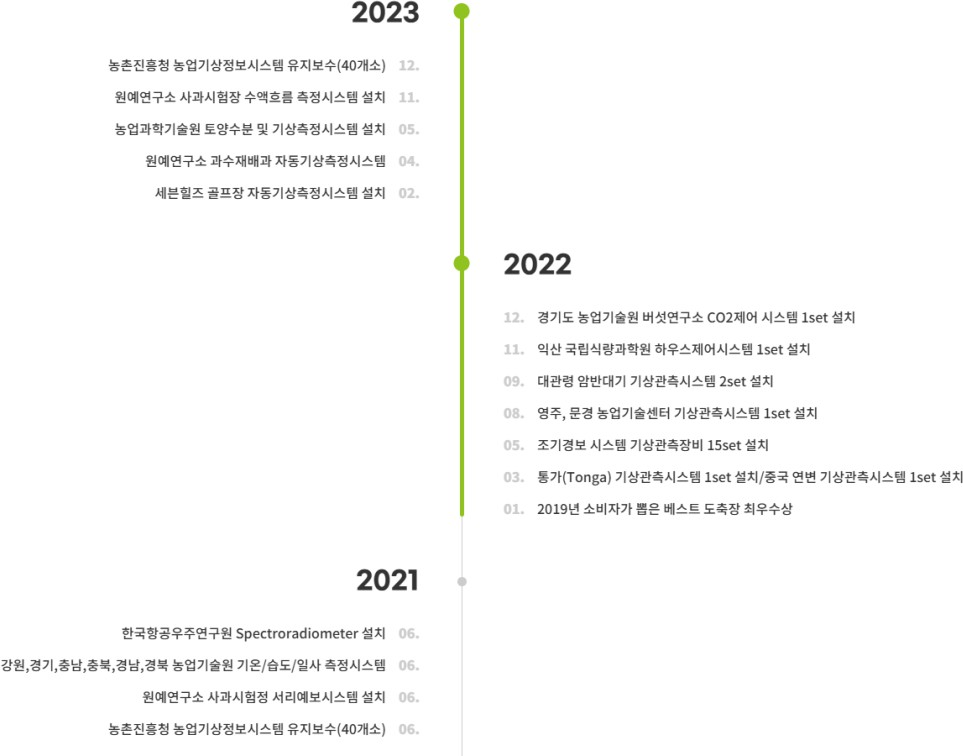 2023
농촌진흥청 농업기상정보시스템 유지보수(40개소) 12.
원예연구소 사과시험장 수액흐름 측정시스템 설치 11.
농업과학기술원 토양수분 및 기상측정시스템 설치 05.
원예연구소 과수재배과 자동기상측정시스템 04.
세븐힐즈 골프장 자동기상측정시스템 설치 02.
2022
12. 경기도 농업기술원 버섯연구소 CO2제어 시스템 1set 설치
11. 익산 국립식량과학원 하우스제어시스템 1set 설치
09. 대관령 암반대기 기상관측시스템 2set 설치
08. 영주, 문경 농업기술센터 기상관측시스템 1set 설치
05. 조기경보 시스템 기상관측장비 15set 설치
03. 통가(Tonga) 기상관측시스템 1set 설치/중국 연변 기상관측시스템 1set 설치
01. 2019년 소비자가 뽑은 베스트 도축장 최우수상
2021
한국항공우주연구원 Spectroradiometer 설치 06.
강원,경기,충남,충북,경남,경북 농업기술원 기온/습도/일사 측정시스템 06.
원예연구소 사과시험정 서리예보시스템 설치 06.
농촌진흥청 농업기상정보시스템 유지보수(40개소) 06.